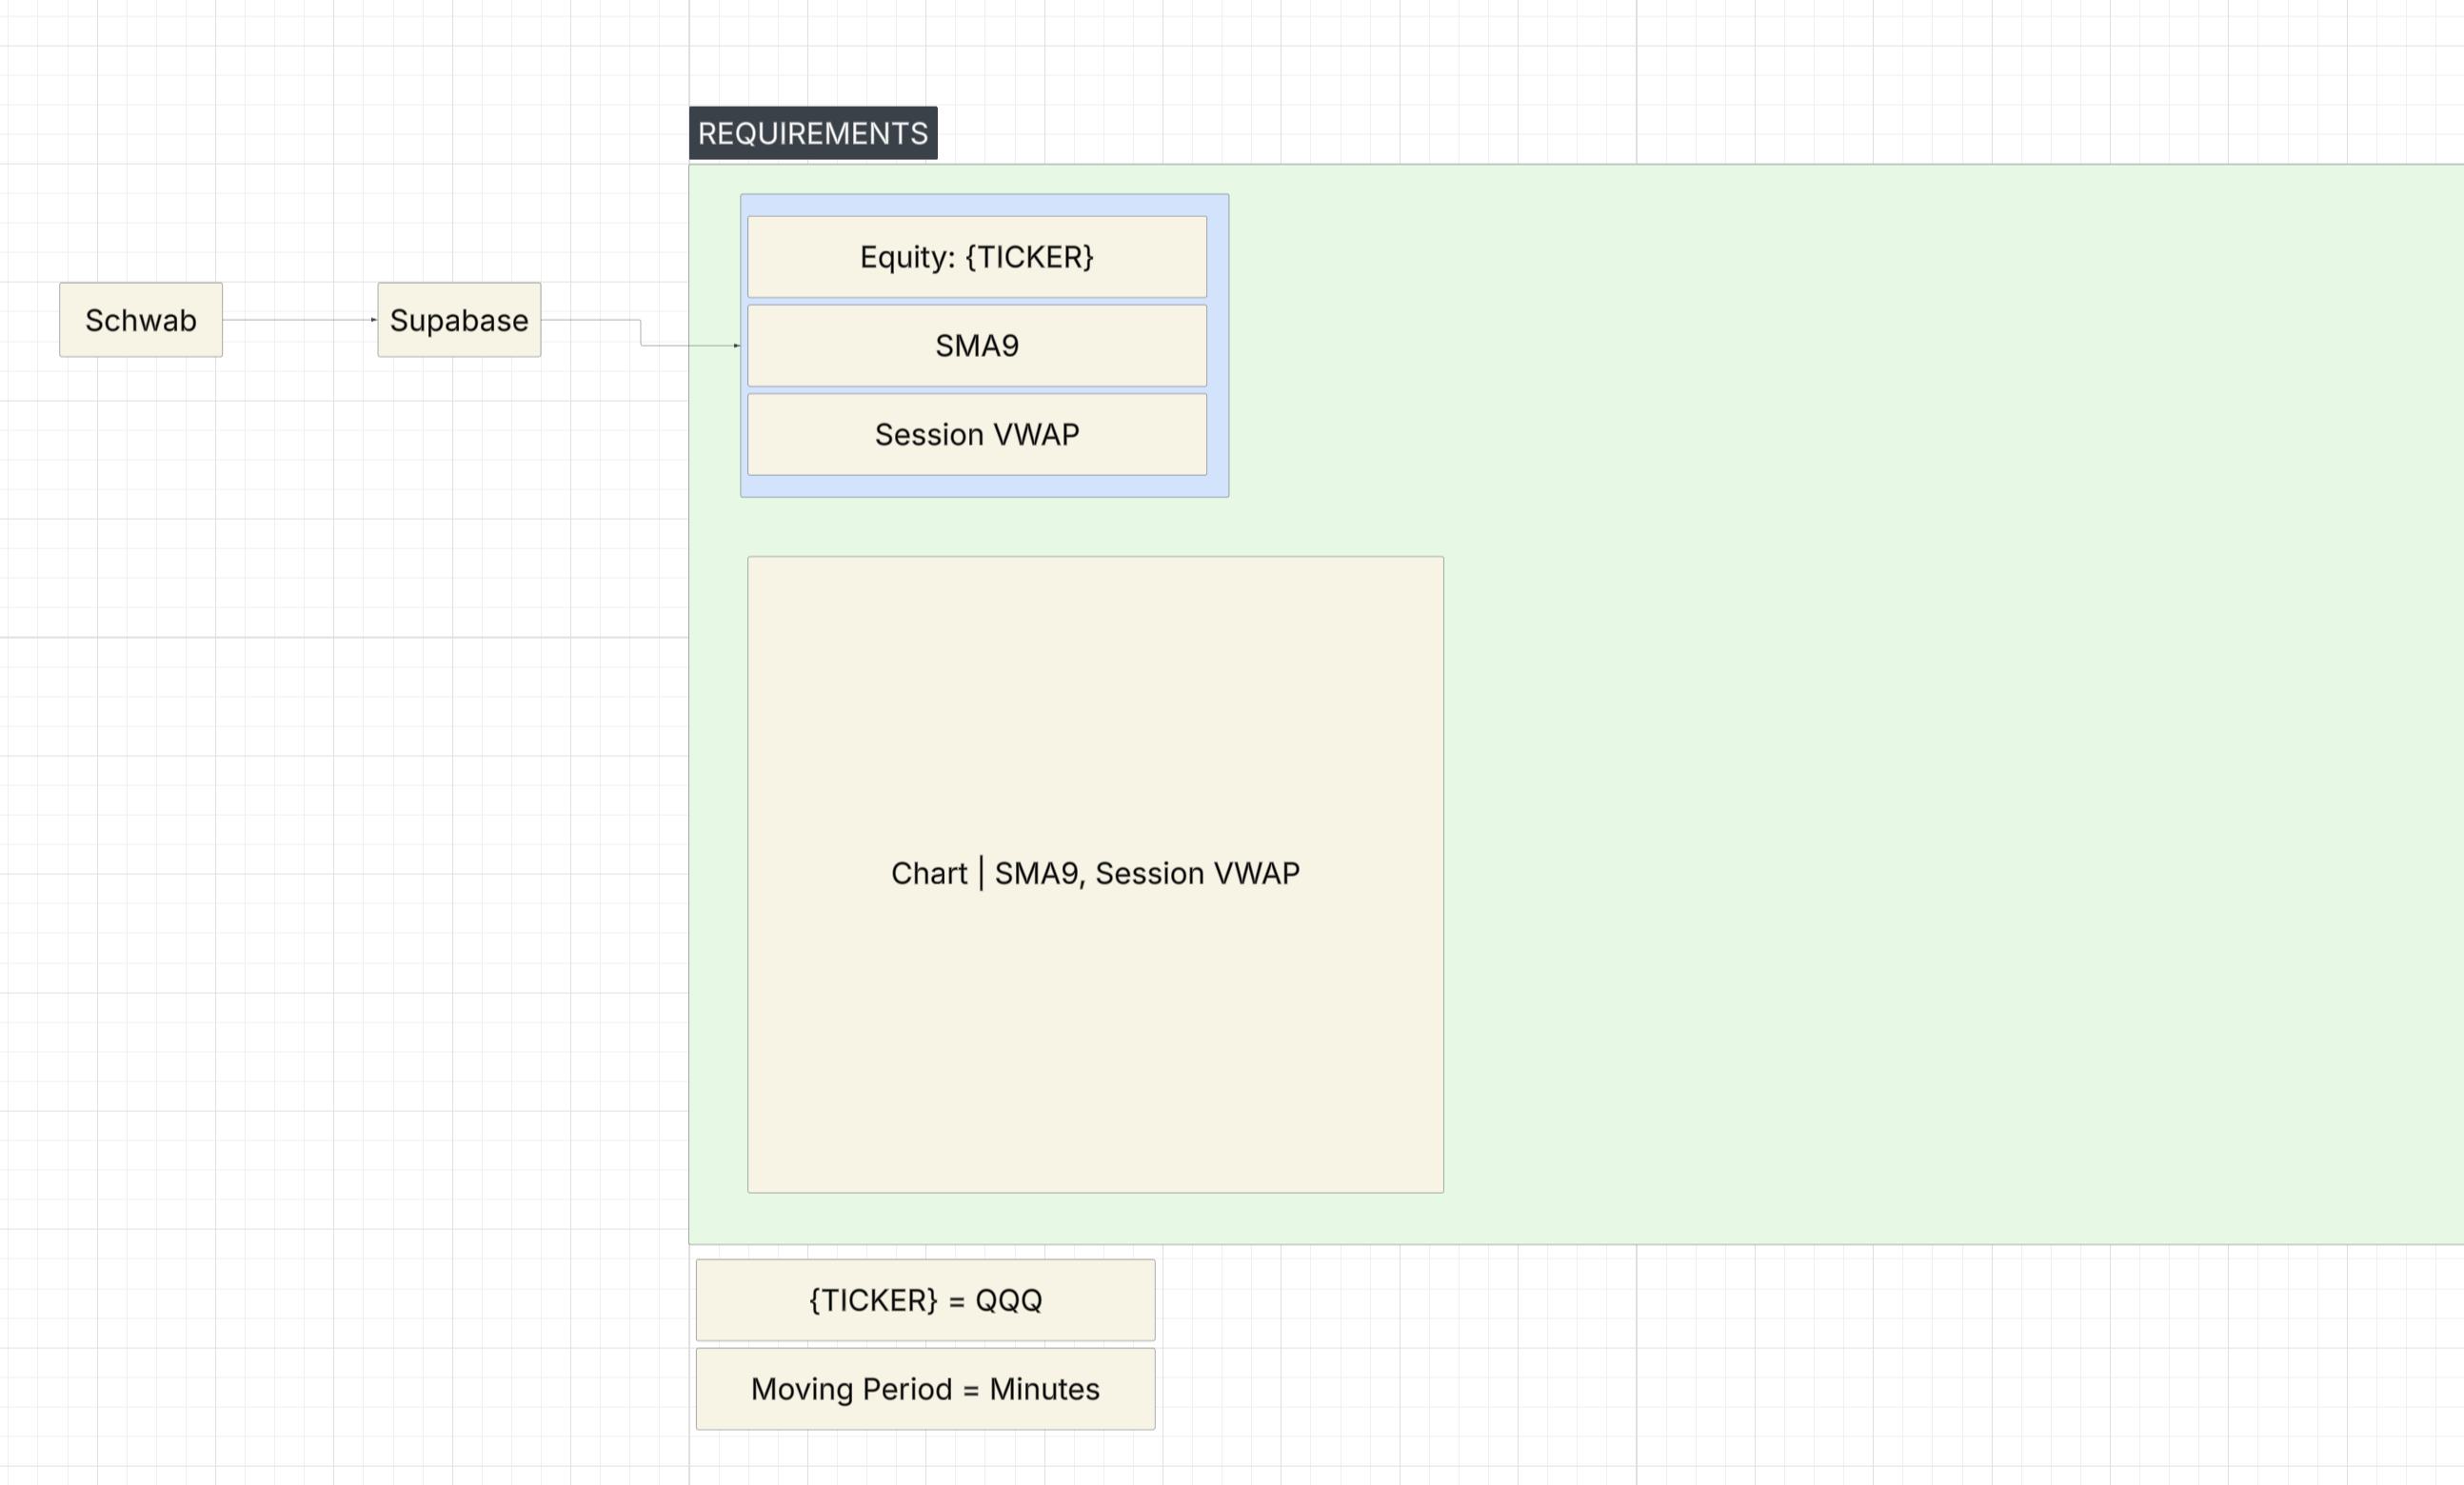 REQUIREMENTS
Schwab
Supabase
Equity: {TICKER}
SMA9
Session VWAP
Chart | SMA9, Session VWAP
{TICKER} = QQQ
Moving Period = Minutes